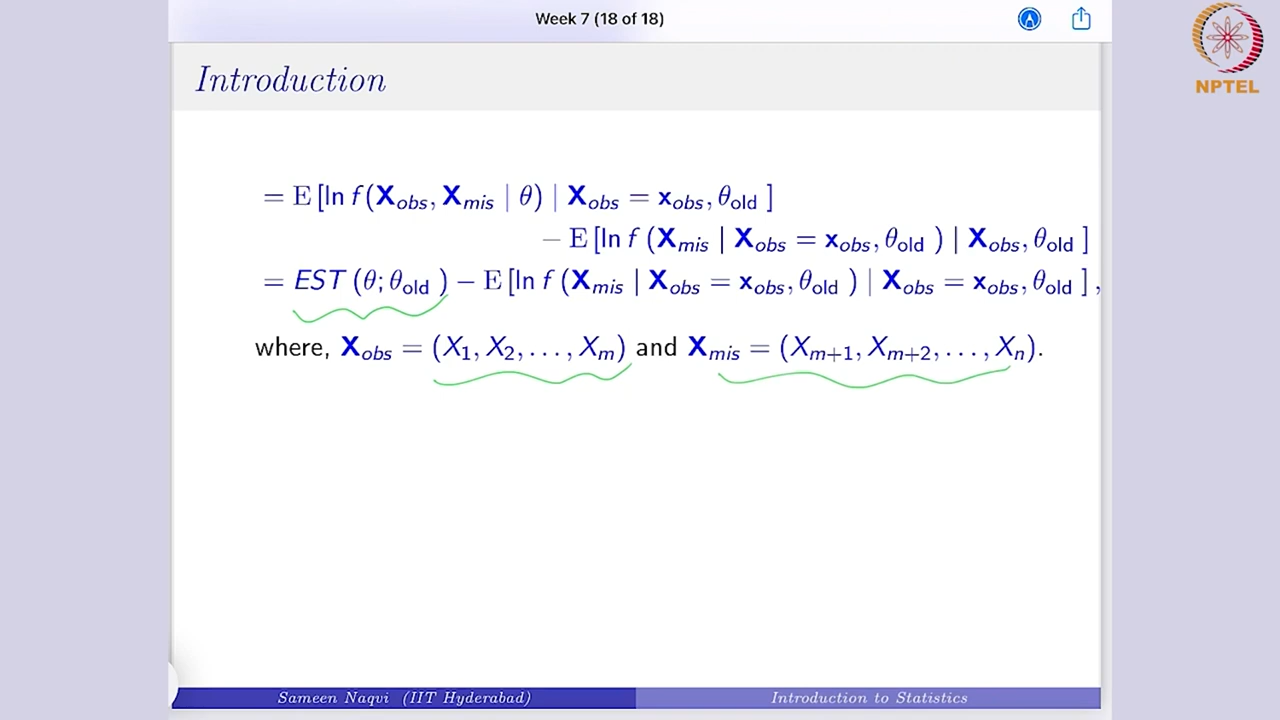 Week 7 (18 of 18)
NPTEL
Introduction
= E [ln f(X_obs, X_mis | θ) | X_obs = x_obs, θ_old ]
− E [ln f (X_mis | X_obs = x_obs, θ_old ) | X_obs, θ_old ]
= EST (θ; θ_old ) − E [ln f (X_mis | X_obs = x_obs, θ_old ) | X_obs = x_obs, θ_old ] ,
where, X_obs = (X_1, X_2, . . . , X_m) and X_mis = (X_{m+1}, X_{m+2}, . . . , X_n).
Sameen Naqvi (IIT Hyderabad) Introduction to Statistics